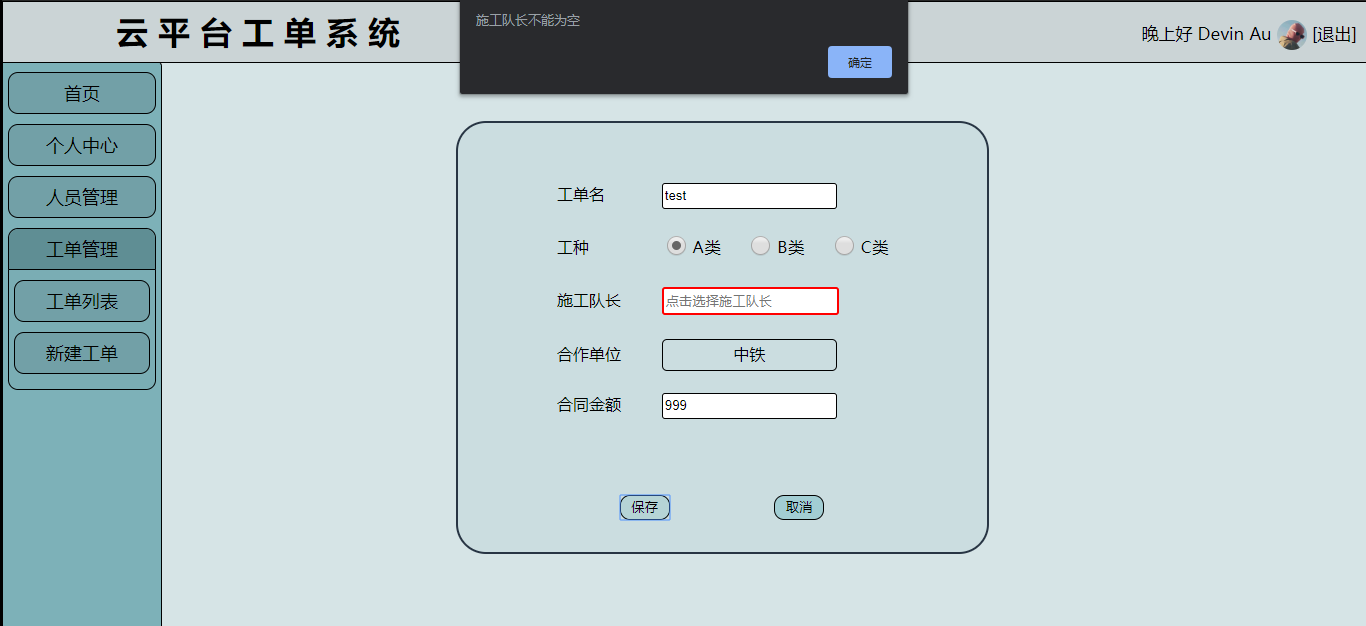 云平台工单系统
施工队长不能为空
确定
晚上好 Devin Au [退出]
首页
个人中心
人员管理
工单管理
工单列表
新建工单
工单名 test
工种 A类 B类 C类
施工队长 点击选择施工队长
合作单位 中铁
合同金额 999
保存 取消